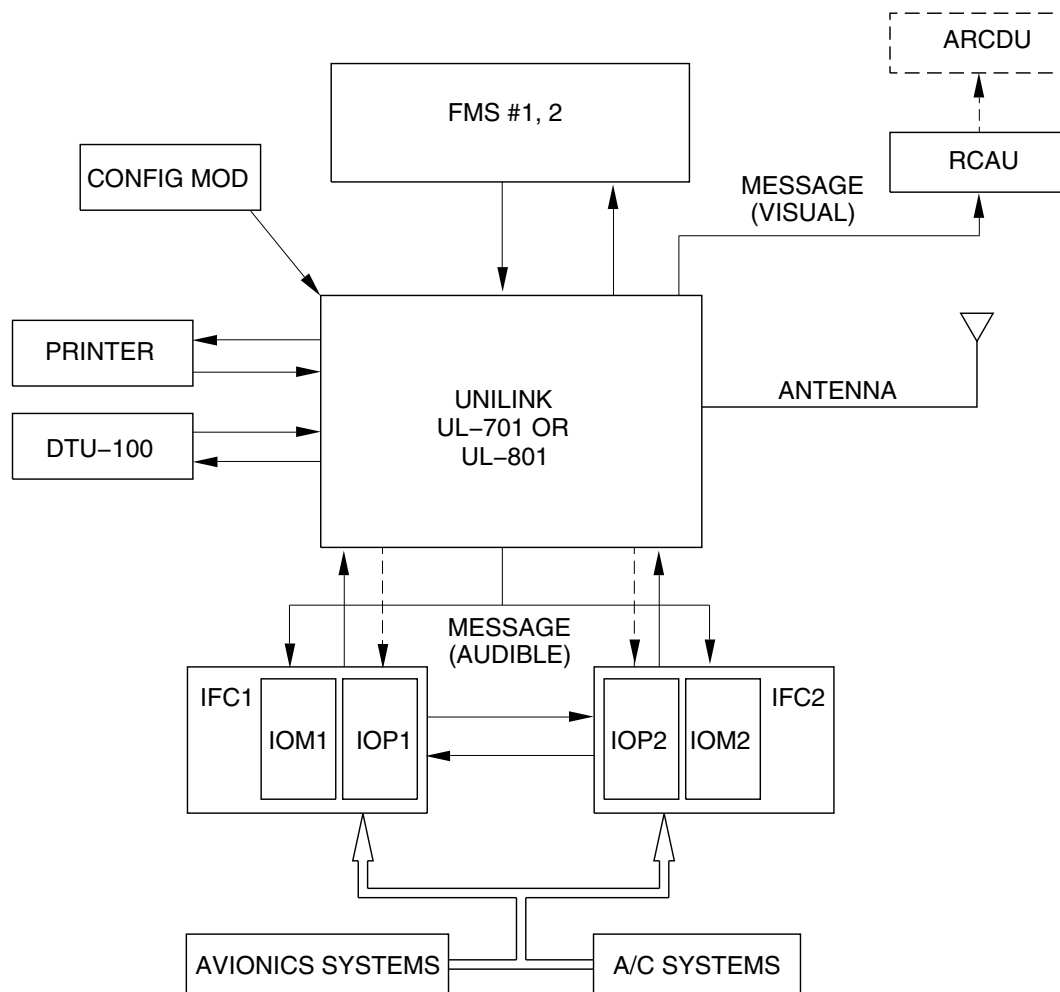 ARCDU
FMS #1, 2
RCAU
CONFIG MOD
MESSAGE
(VISUAL)
PRINTER
ANTENNA
UNILINK
UL−701 OR
UL−801
DTU−100
MESSAGE
(AUDIBLE)
IFC1
IOM1
IOP1
IFC2
IOP2
IOM2
AVIONICS SYSTEMS
A/C SYSTEMS